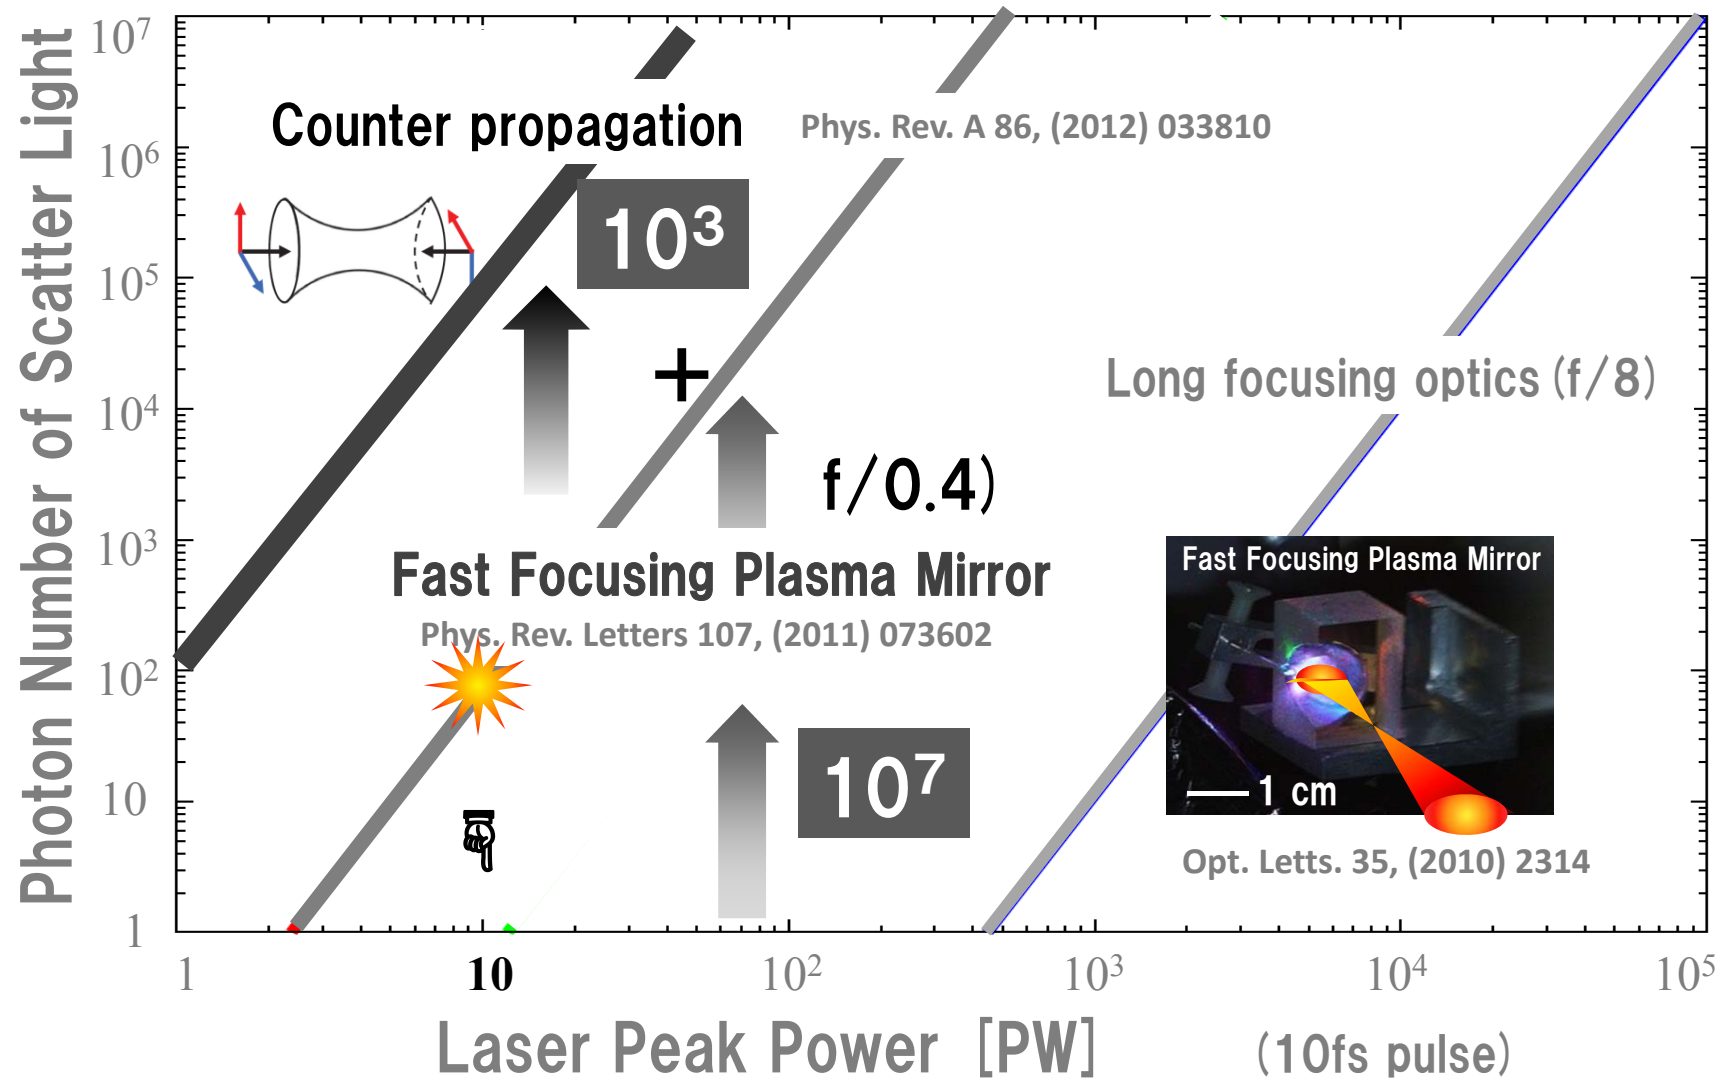 Photon Number of Scatter Light
10⁷
10⁶
10⁵
10⁴
10³
10²
10
1
Counter propagation
Phys. Rev. A 86, (2012) 033810
10³
+
Long focusing optics (f/8)
f/0.4)
Fast Focusing Plasma Mirror
Phys. Rev. Letters 107, (2011) 073602
10⁷
Fast Focusing Plasma Mirror
1 cm
Opt. Letts. 35, (2010) 2314
1
10
10²
10³
10⁴
10⁵
Laser Peak Power [PW]
(10fs pulse)